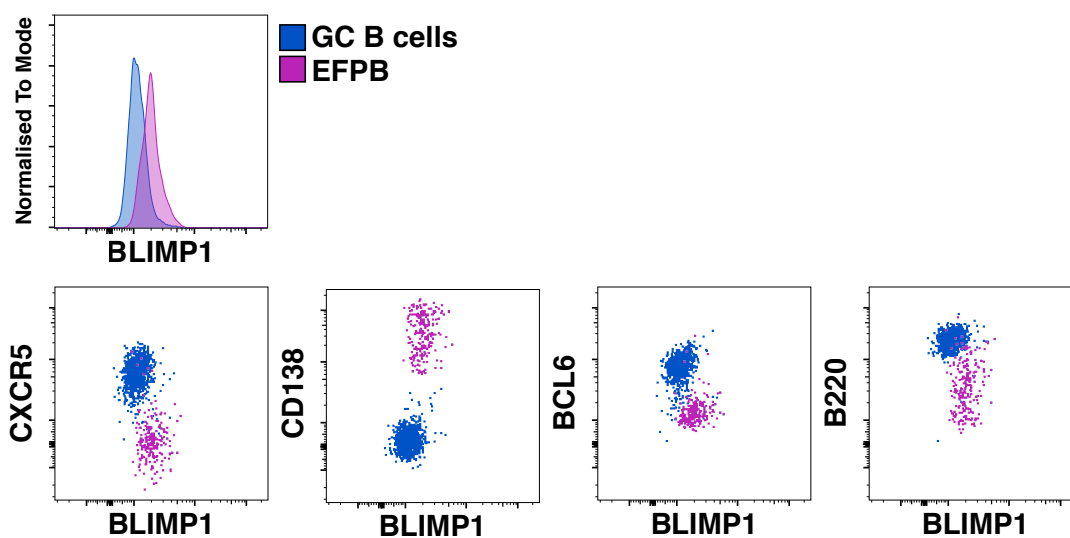 Normalised To Mode
GC B cells
EFPB
BLIMP1
CXCR5
CD138
BCL6
B220
BLIMP1
BLIMP1
BLIMP1
BLIMP1